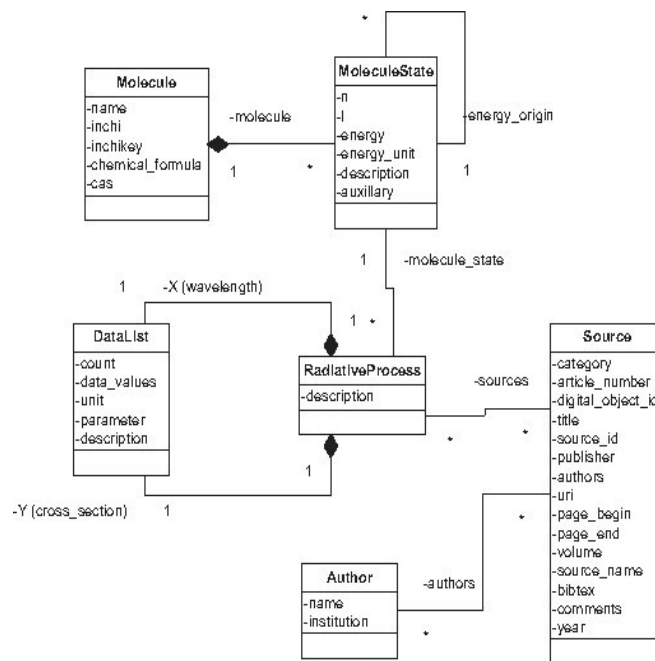 Molecule
-name
-inchi
-inchikey
-chemical_formula
-cas
-molecule
1
*
MoleculeState
-n
-l
-energy
-energy_unit
-description
-auxillary
*
-energy_origin
1
1
-molecule_state
*
1
-X (wavelength)
1
DataList
-count
-data_values
-unit
-parameter
-description
RadiativeProcess
-description
1
-Y (cross_section)
1
-sources
*
*
Source
-category
-article_number
-digital_object_id
-title
-source_id
-publisher
-authors
-uri
-page_begin
-page_end
-volume
-source_name
-bibtex
-comments
-year
*
-authors
*
Author
-name
-institution